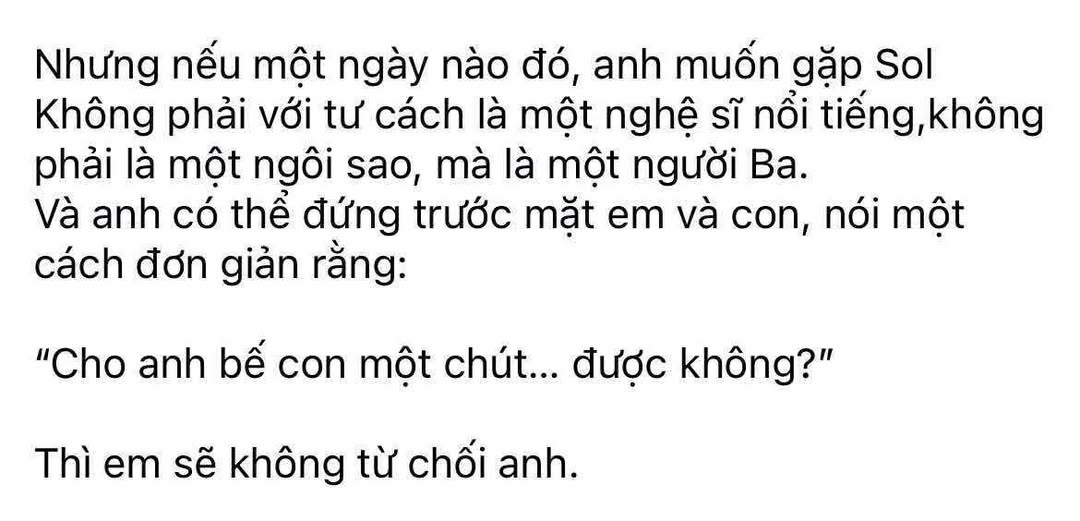 Nhưng nếu một ngày nào đó, anh muốn gặp Sol
Không phải với tư cách là một nghệ sĩ nổi tiếng,không
phải là một ngôi sao, mà là một người Ba.
Và anh có thể đứng trước mặt em và con, nói một
cách đơn giản rằng:
“Cho anh bế con một chút... được không?”
Thì em sẽ không từ chối anh.